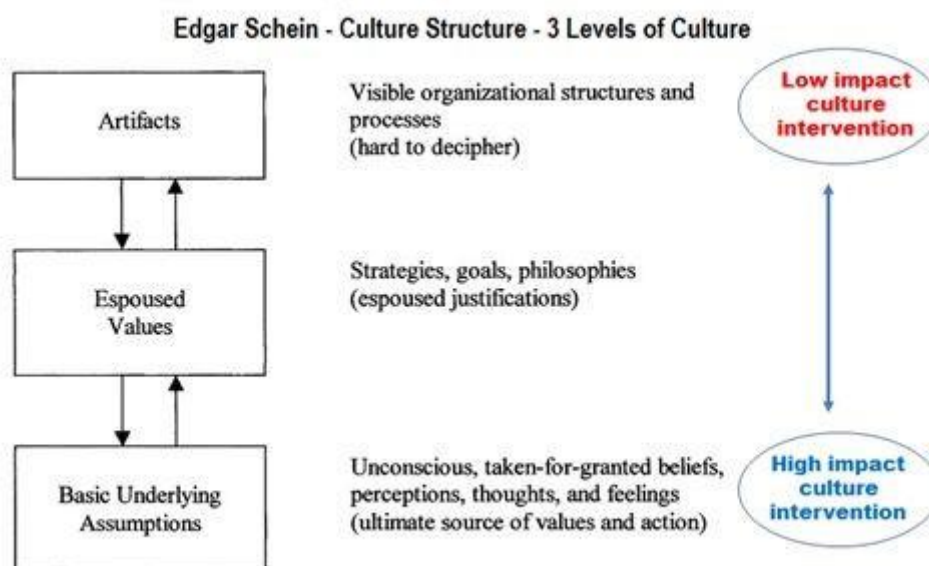 Edgar Schein - Culture Structure - 3 Levels of Culture
Artifacts
Visible organizational structures and
processes
(hard to decipher)
Low impact
culture
intervention
Espoused
Values
Strategies, goals, philosophies
(espoused justifications)
Basic Underlying
Assumptions
Unconscious, taken-for-granted beliefs,
perceptions, thoughts, and feelings
(ultimate source of values and action)
High impact
culture
intervention